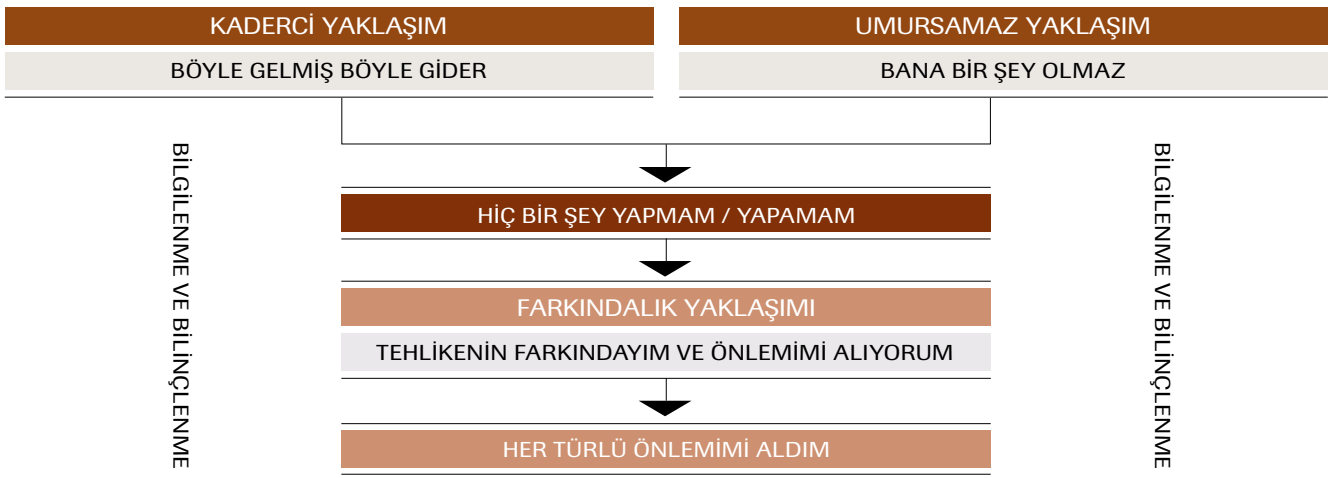 KADERCİ YAKLAŞIM
BÖYLE GELMİŞ BÖYLE GİDER
UMURSAMAZ YAKLAŞIM
BANA BİR ŞEY OLMAZ
BİLGİLENME VE BİLİNÇLENME
HİÇ BİR ŞEY YAPMAM / YAPAMAM
FARKINDALIK YAKLAŞIMI
TEHLİKENİN FARKINDAYIM VE ÖNLEMİMİ ALIYORUM
HER TÜRLÜ ÖNLEMİMİ ALDIM
BİLGİLENME VE BİLİNÇLENME